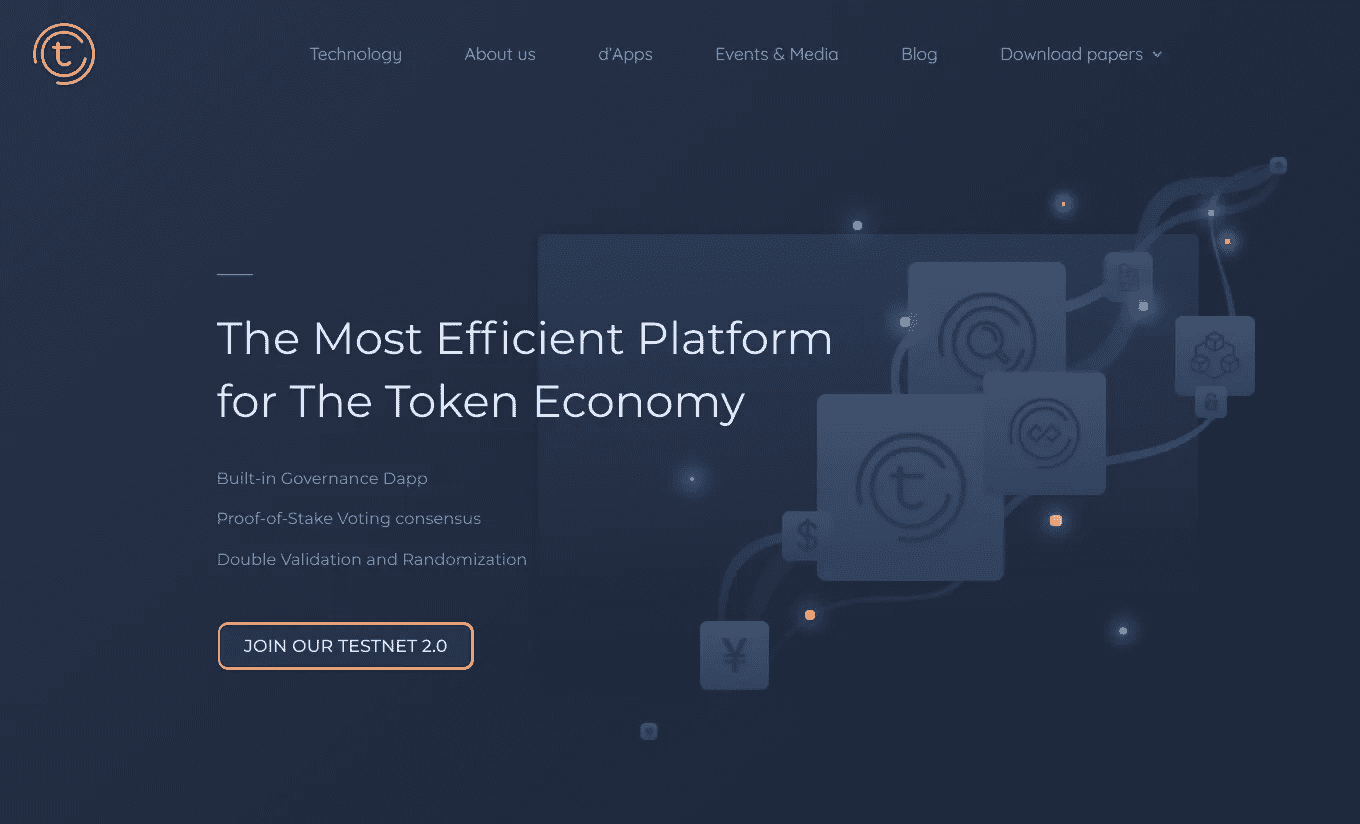 t
Technology
About us
d'Apps
Events & Media
Blog
Download papers
The Most Efficient Platform
for The Token Economy
Built-in Governance Dapp
Proof-of-Stake Voting consensus
Double Validation and Randomization
JOIN OUR TESTNET 2.0
t
$
¥